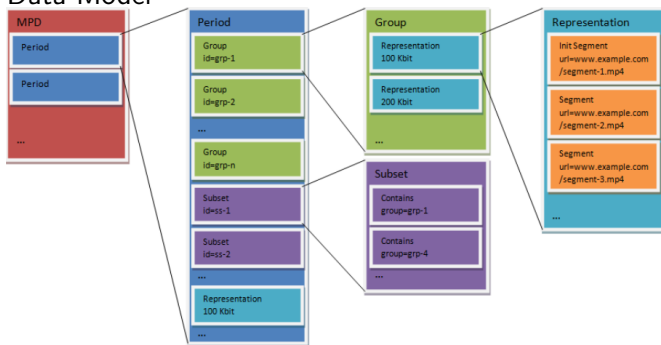 Data Model
MPD
Period
Period
...
Period
Group
id=grp-1
Group
id=grp-2
...
Group
id=grp-n
Subset
id=ss-1
Subset
id=ss-2
...
Representation
100 Kbit
...
Group
Representation
100 Kbit
Representation
200 Kbit
...
Subset
Contains
group=grp-1
Contains
group=grp-4
...
Representation
Init Segment
url=www.example.com
/segment-1.mp4
Segment
url=www.example.com
/segment-2.mp4
Segment
url=www.example.com
/segment-3.mp4
...